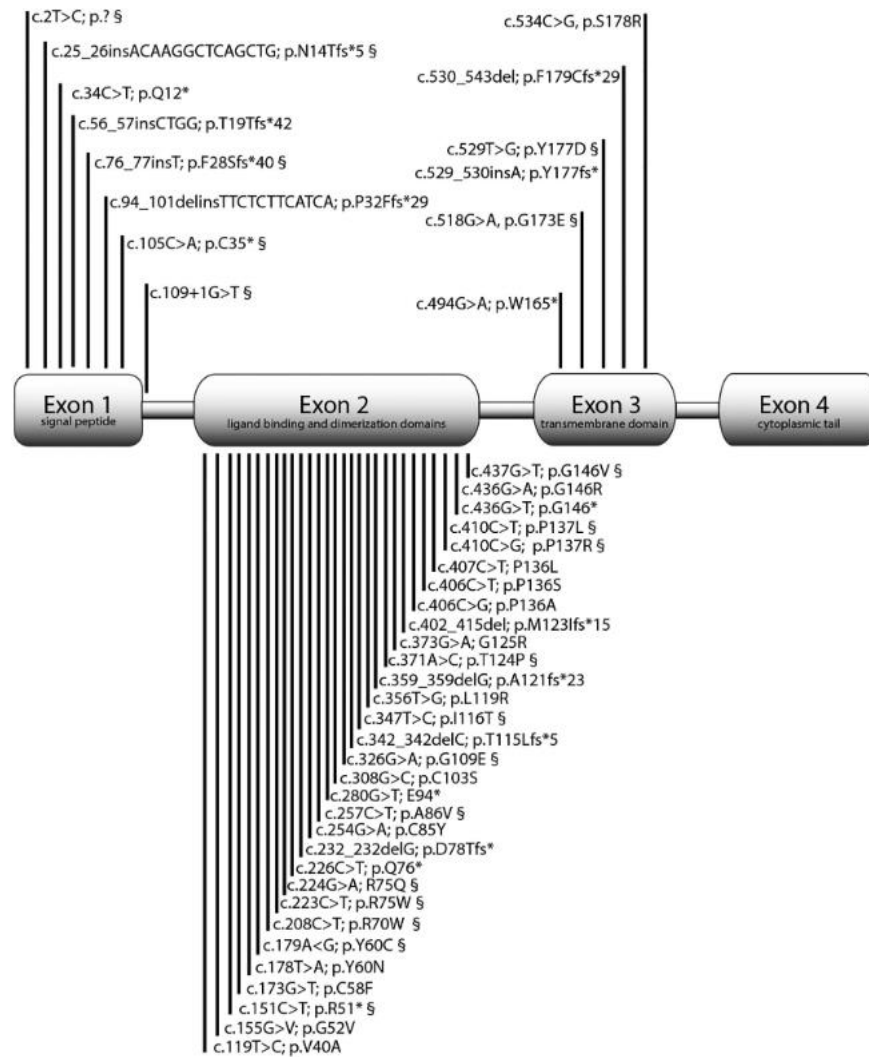 c.2T>C; p.? §
c.25_26insACAAGGCTCAGCTG; p.N14Tfs*5 §
c.34C>T; p.Q12*
c.56_57insCTGG; p.T19Tfs*42
c.76_77insT; p.F28Sfs*40 §
c.94_101delinsTTCTCTTCATCA; p.P32Ffs*29
c.105C>A; p.C35* §
c.109+1G>T §
c.534C>G, p.S178R
c.530_543del; p.F179Cfs*29
c.529T>G; p.Y177D §
c.529_530insA; p.Y177fs*
c.518G>A, p.G173E §
c.494G>A; p.W165*
Exon 1
signal peptide
Exon 2
ligand binding and dimerization domains
Exon 3
transmembrane domain
Exon 4
cytoplasmic tail
c.437G>T; p.G146V §
c.436G>A; p.G146R
c.436G>T; p.G146*
c.410C>T; p.P137L §
c.410C>G; p.P137R §
c.407C>T; P136L
c.406C>T; p.P136S
c.406C>G; p.P136A
c.402_415del; p.M123Ifs*15
c.373G>A; G125R
c.371A>C; p.T124P §
c.359_359delG; p.A121fs*23
c.356T>G; p.L119R
c.347T>C; p.I116T §
c.342_342delC; p.T115Lfs*5
c.326G>A; p.G109E §
c.308G>C; p.C103S
c.280G>T; E94*
c.257C>T; p.A86V §
c.254G>A; p.C85Y
c.232_232delG; p.D78Tfs*
c.226C>T; p.Q76*
c.224G>A; R75Q §
c.223C>T; p.R75W §
c.208C>T; p.R70W §
c.179A<G; p.Y60C §
c.178T>A; p.Y60N
c.173G>T; p.C58F
c.151C>T; p.R51* §
c.155G>V; p.G52V
c.119T>C; p.V40A